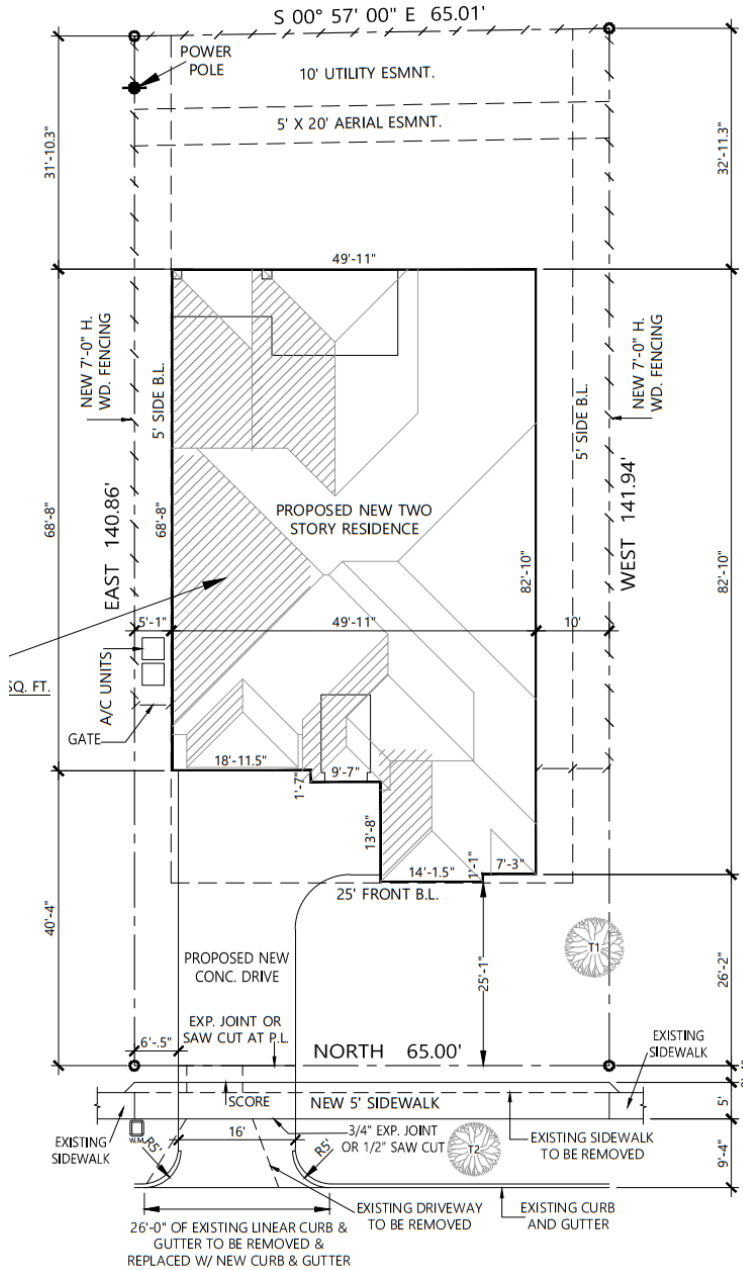 S 00° 57' 00" E 65.01'
POWER
POLE
10' UTILITY ESMNT.
5' X 20' AERIAL ESMNT.
31'-10.3"
32'-11.3"
49'-11"
NEW 7'-0" H.
WD. FENCING
5' SIDE B.L.
5' SIDE B.L.
NEW 7'-0" H.
WD. FENCING
PROPOSED NEW TWO
STORY RESIDENCE
68'-8"
EAST 140.86'
68'-8"
82'-10"
WEST 141.94'
82'-10"
5'-1"
49'-11"
10'
SQ. FT.
A/C UNITS
GATE
18'-11.5"
1'-7"
9'-7"
13'-8"
14'-1.5"
1'-1"
7'-3"
25' FRONT B.L.
40'-4"
PROPOSED NEW
CONC. DRIVE
25'-1"
T1
26'-2"
EXP. JOINT OR
SAW CUT AT P.L.
6'-.5"
NORTH 65.00'
EXISTING
SIDEWALK
SCORE
NEW 5' SIDEWALK
5'
EXISTING
SIDEWALK
W.M.
R5'
16'
R5'
3/4" EXP. JOINT
OR 1/2" SAW CUT
T2
EXISTING SIDEWALK
TO BE REMOVED
9'-4"
26'-0" OF EXISTING LINEAR CURB &
GUTTER TO BE REMOVED &
REPLACED W/ NEW CURB & GUTTER
EXISTING DRIVEWAY
TO BE REMOVED
EXISTING CURB
AND GUTTER